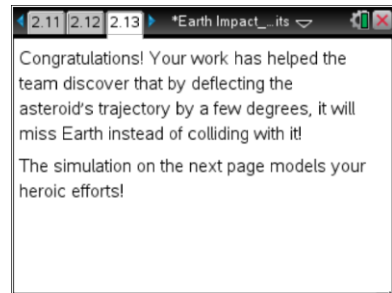 2.11 2.12 2.13 *Earth Impact_...its
Congratulations! Your work has helped the
team discover that by deflecting the
asteroid's trajectory by a few degrees, it will
miss Earth instead of colliding with it!
The simulation on the next page models your
heroic efforts!